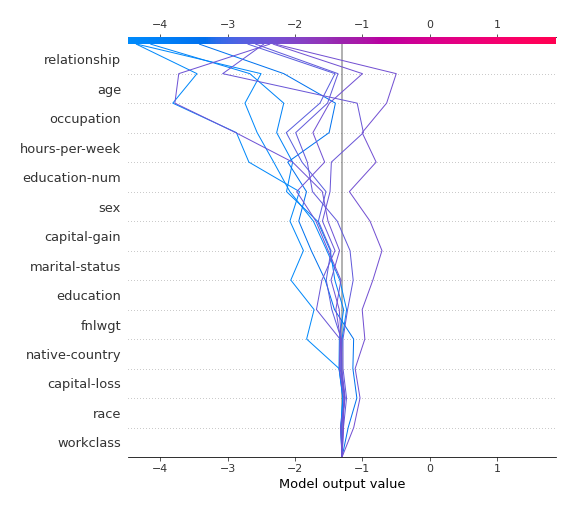 −4 −3 −2 −1 0 1
relationship
age
occupation
hours-per-week
education-num
sex
capital-gain
marital-status
education
fnlwgt
native-country
capital-loss
race
workclass
−4 −3 −2 −1 0 1
Model output value